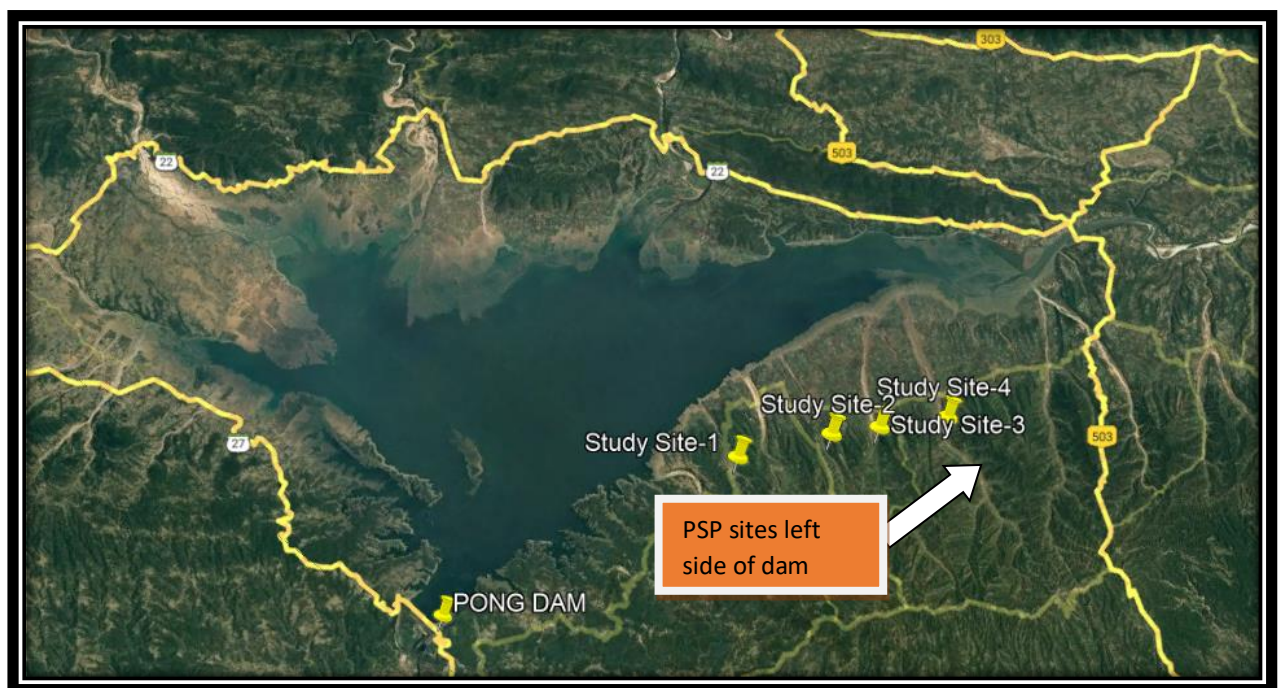 303
22
503
22
Study Site-4
Study Site-2
Study Site-3
Study Site-1
27
503
PSP sites left
side of dam
PONG DAM